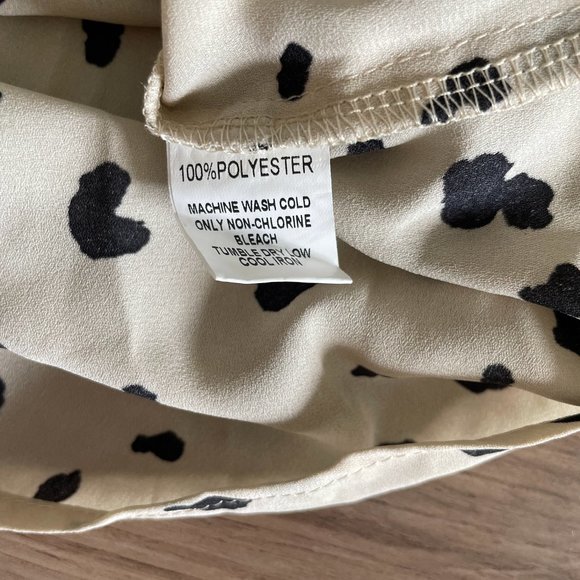 100%POLYESTER
MACHINE WASH COLD
ONLY NON-CHLORINE
BLEACH
TUMBLE DRY LOW
COOL IRON